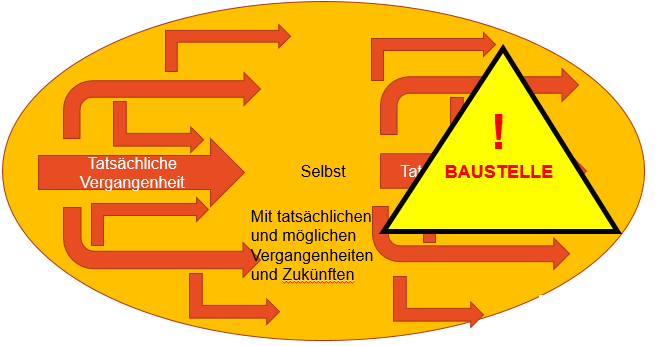 Tatsächliche
Vergangenheit
Selbst
Mit tatsächlichen
und möglichen
Vergangenheiten
und Zukünften
!
BAUSTELLE